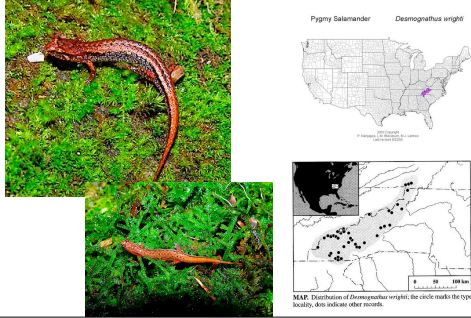 Pygmy Salamander Desmognathus wrighti
MAP. Distribution of Desmognathus wrighti; the circle marks the type
locality, dots indicate other records.
0 50 100 km